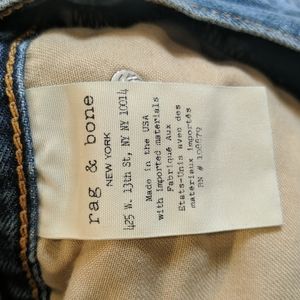 rag & bone
NEW YORK
425 W. 13th St, NY NY 10014
Made in the USA
with Imported materials
Fabriqué Aux
Etats-Unis avec des
materiaux importés
RN # 109579